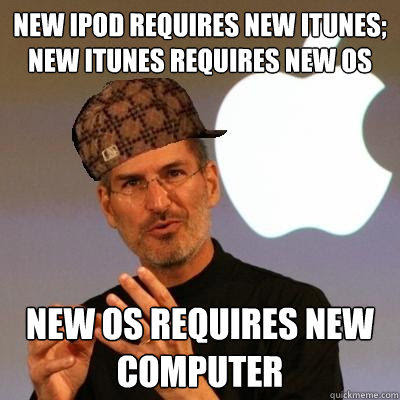 NEW IPOD REQUIRES NEW ITUNES;
NEW ITUNES REQUIRES NEW OS
NEW OS REQUIRES NEW
COMPUTER
quickmeme.com